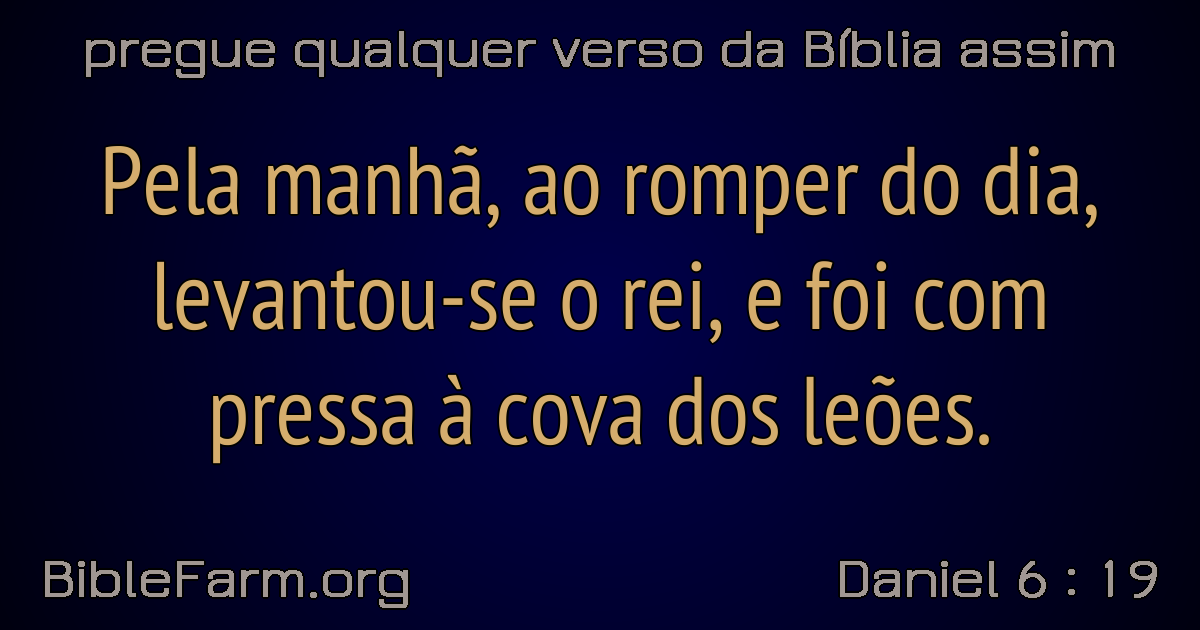 pregue qualquer verso da Bíblia assim
Pela manhã, ao romper do dia,
levantou-se o rei, e foi com
pressa à cova dos leões.
BibleFarm.org
Daniel 6 : 19